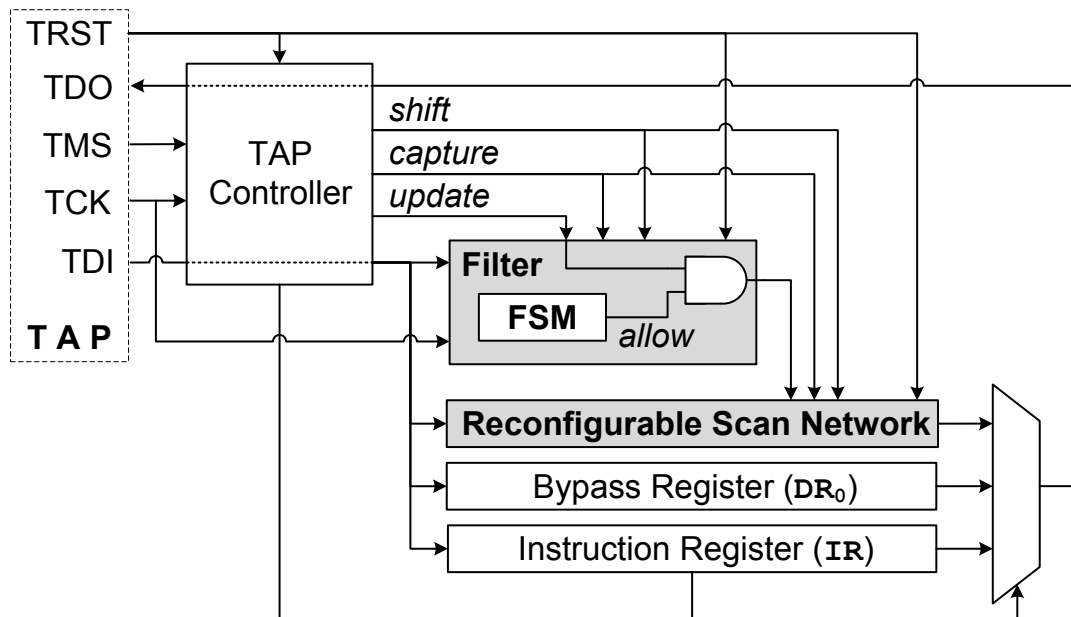 TRST
TDO
TMS
TCK
TDI
T A P
TAP
Controller
shift
capture
update
Filter
FSM
allow
Reconfigurable Scan Network
Bypass Register (DR₀)
Instruction Register (IR)